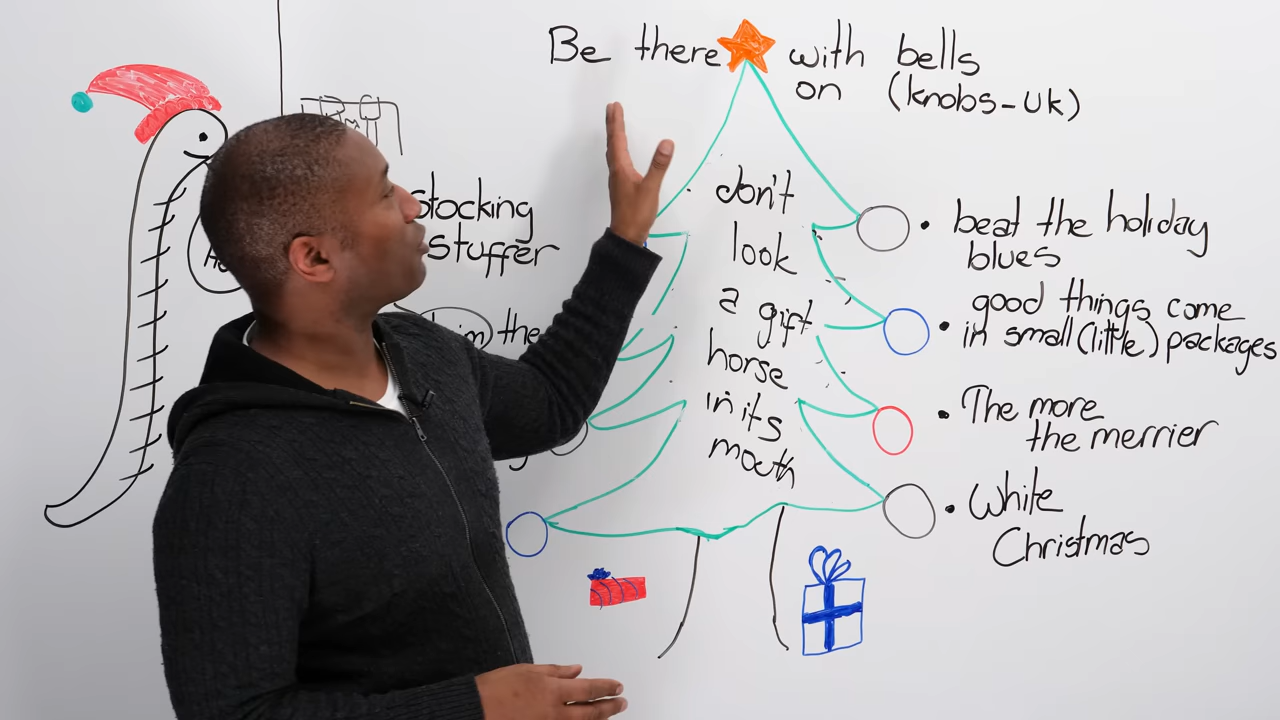 Be there with bells
on (knobs-UK)
stocking
stuffer
the
don't
look
a gift
horse
in its
mouth
• beat the holiday
blues
good things come
• in small (little) packages
• The more
the merrier
• White
Christmas